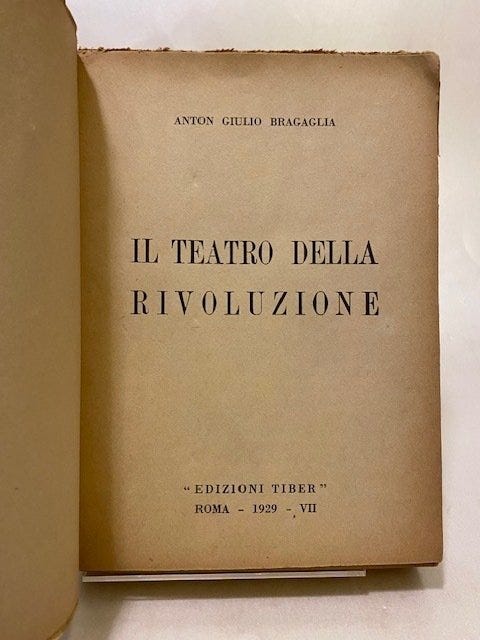 ANTON GIULIO BRAGAGLIA
IL TEATRO DELLA
RIVOLUZIONE
"EDIZIONI TIBER"
ROMA - 1929 - VII